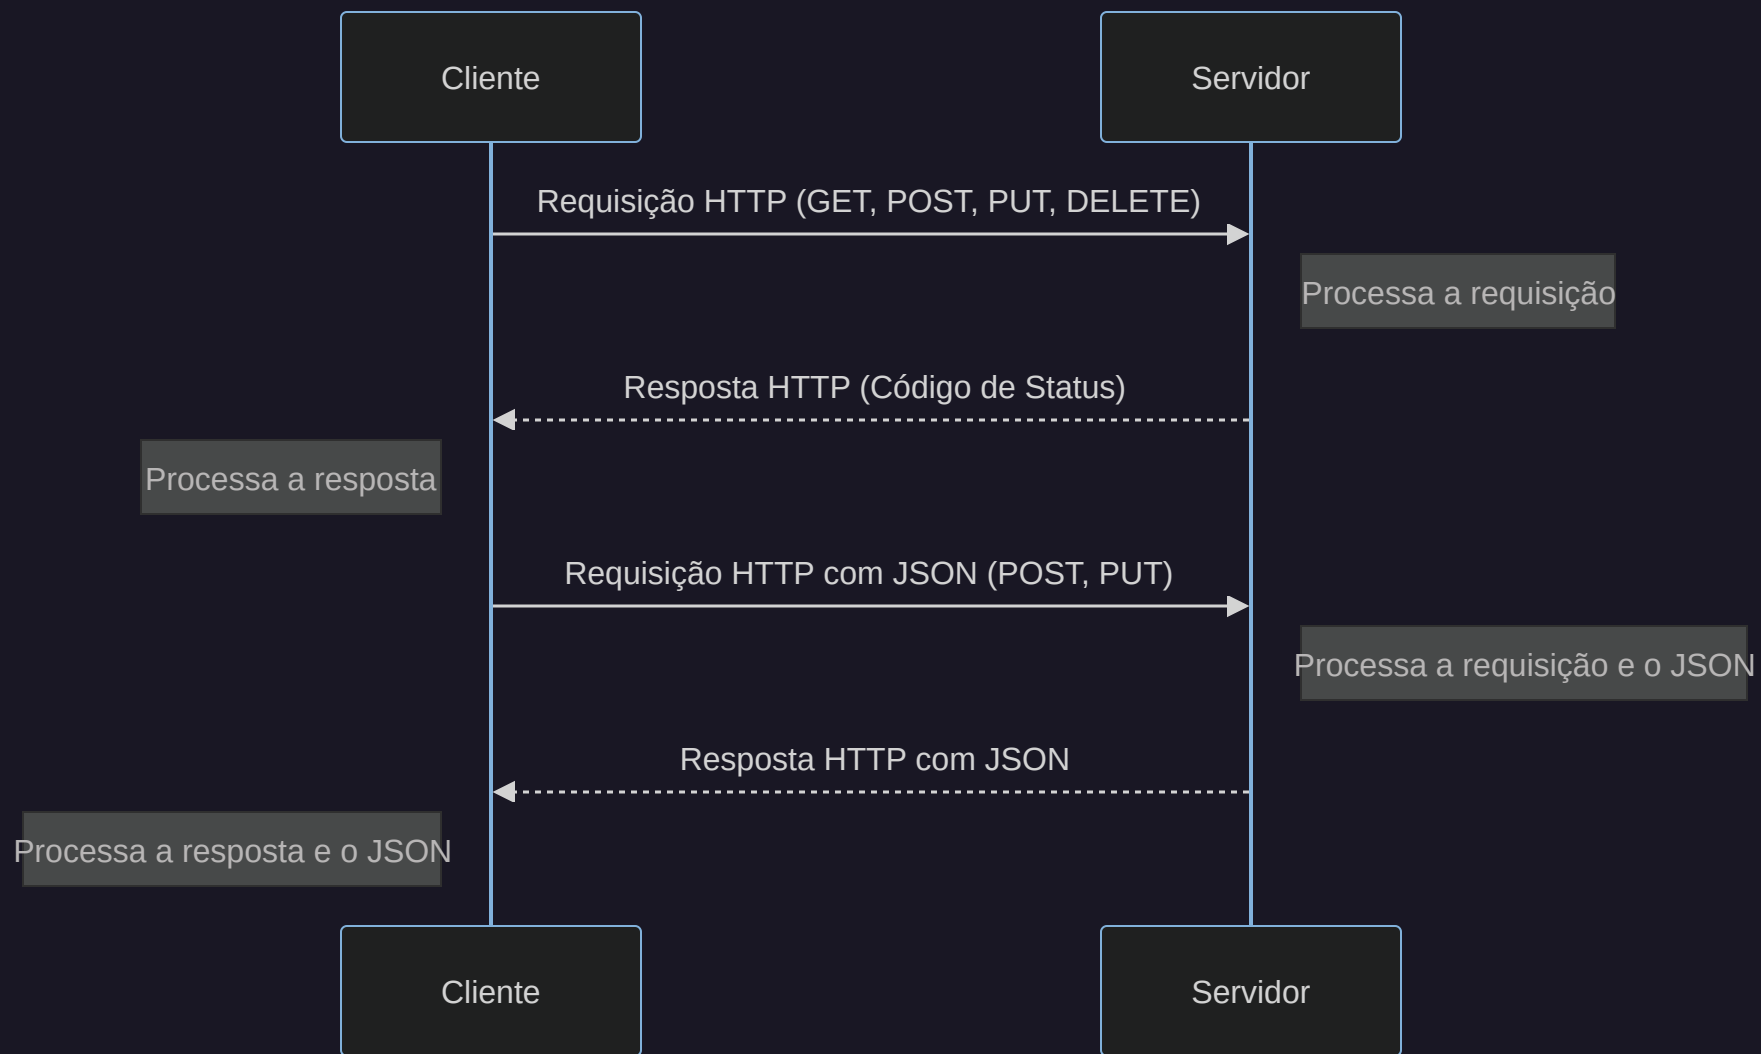 Cliente
Servidor
Requisição HTTP (GET, POST, PUT, DELETE)
Processa a requisição
Resposta HTTP (Código de Status)
Processa a resposta
Requisição HTTP com JSON (POST, PUT)
Processa a requisição e o JSON
Resposta HTTP com JSON
Processa a resposta e o JSON
Cliente
Servidor